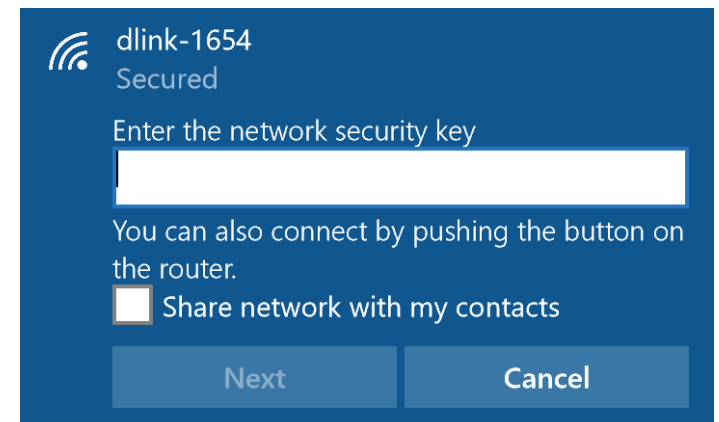 dlink-1654
Secured
Enter the network security key
You can also connect by pushing the button on
the router.
Share network with my contacts
Next
Cancel